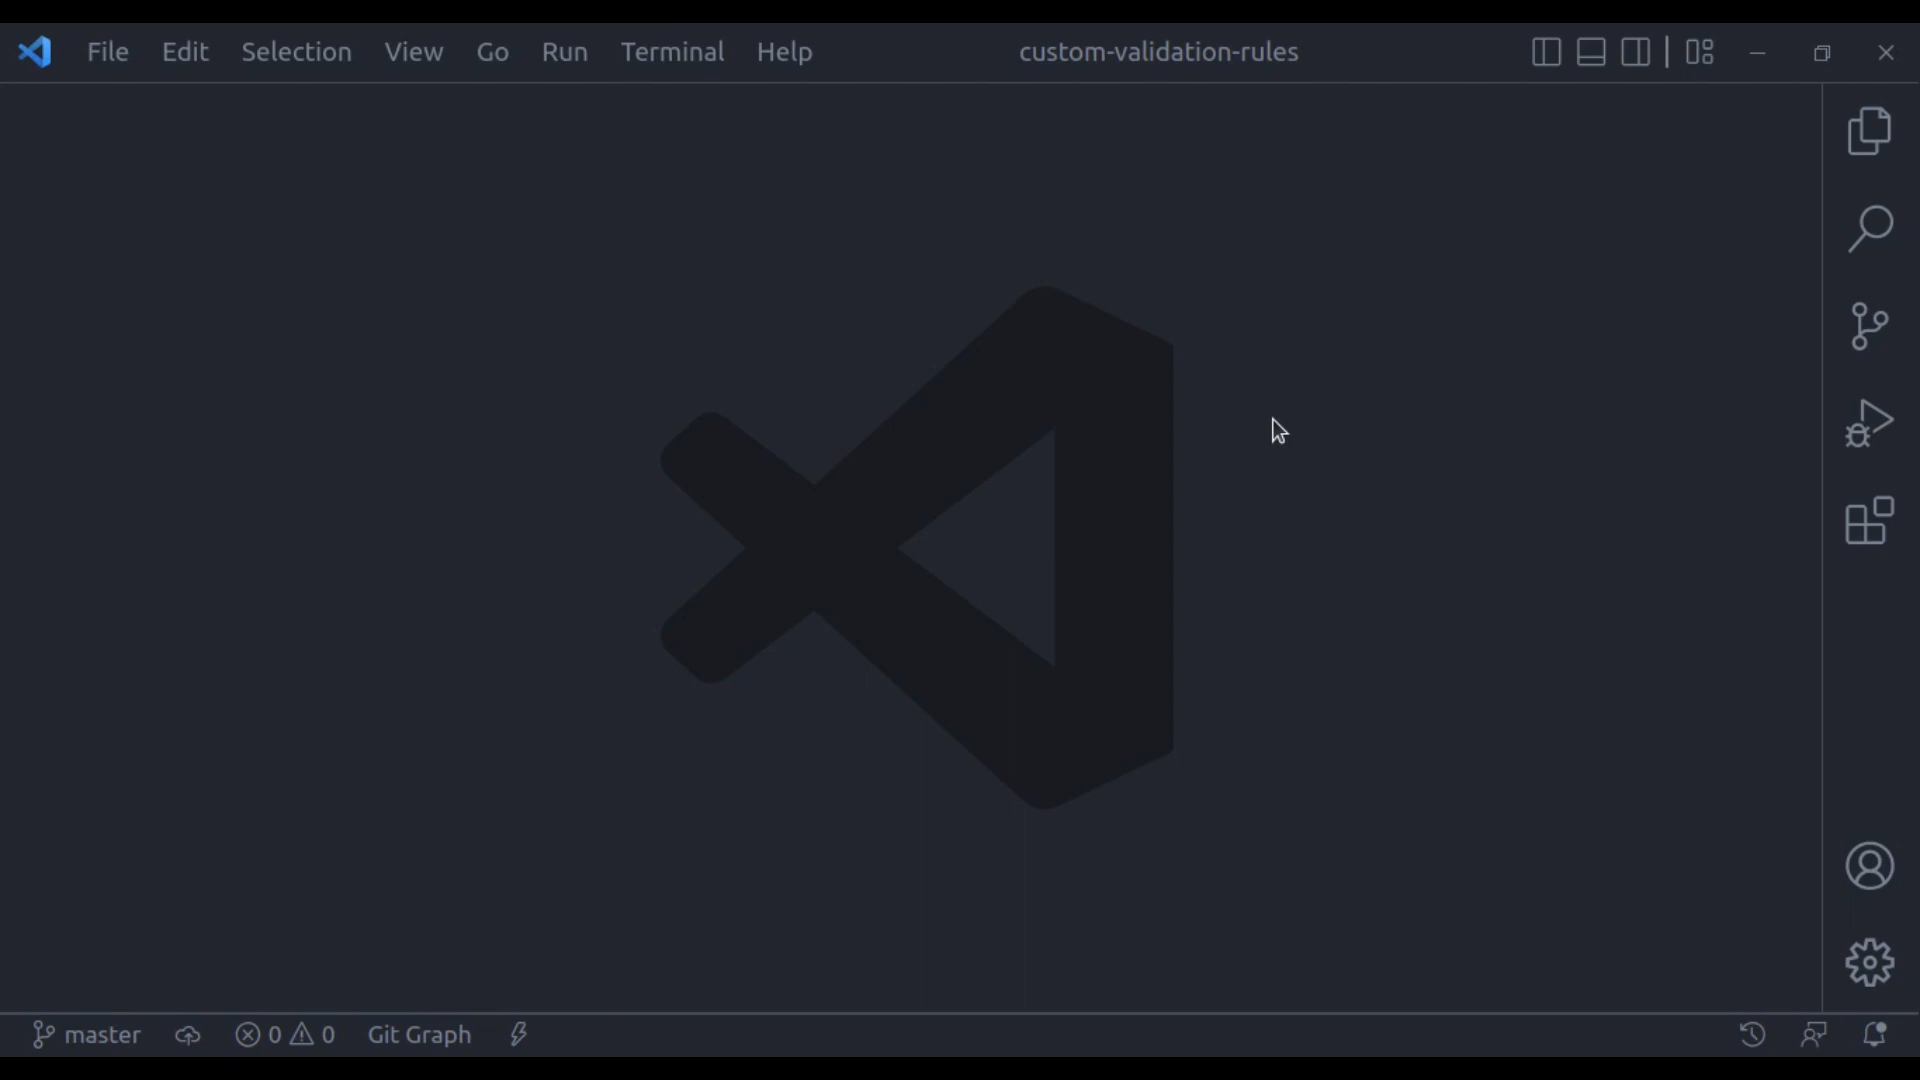 File Edit Selection View Go Run Terminal Help custom-validation-rules
master 0 0 Git Graph